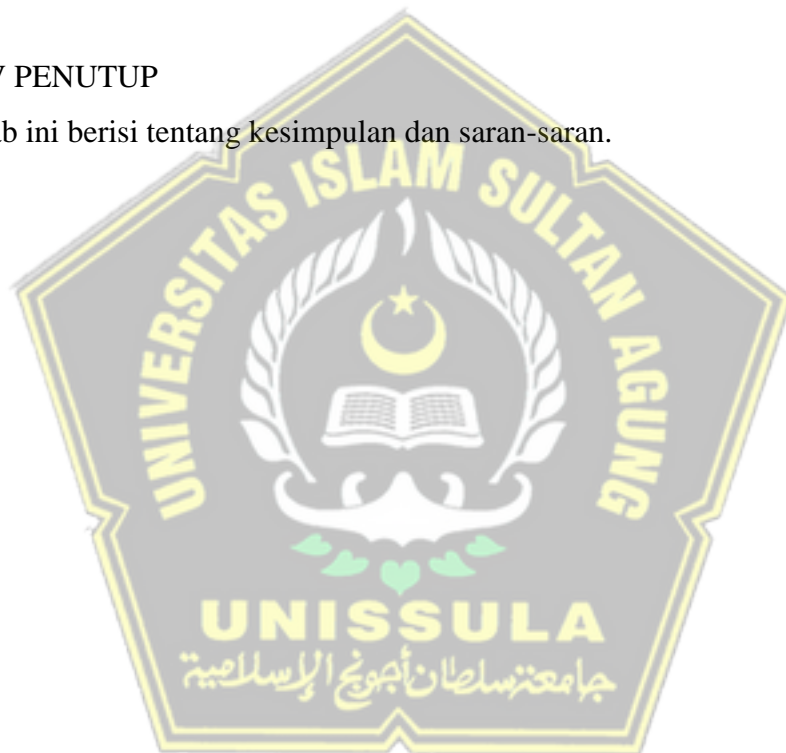 PENUTUP
ini berisi tentang kesimpulan dan saran-saran.
UNIVERSITAS ISLAM SULTAN AGUNG
UNISSULA
جامعة سلطان أجونج الإسلامية